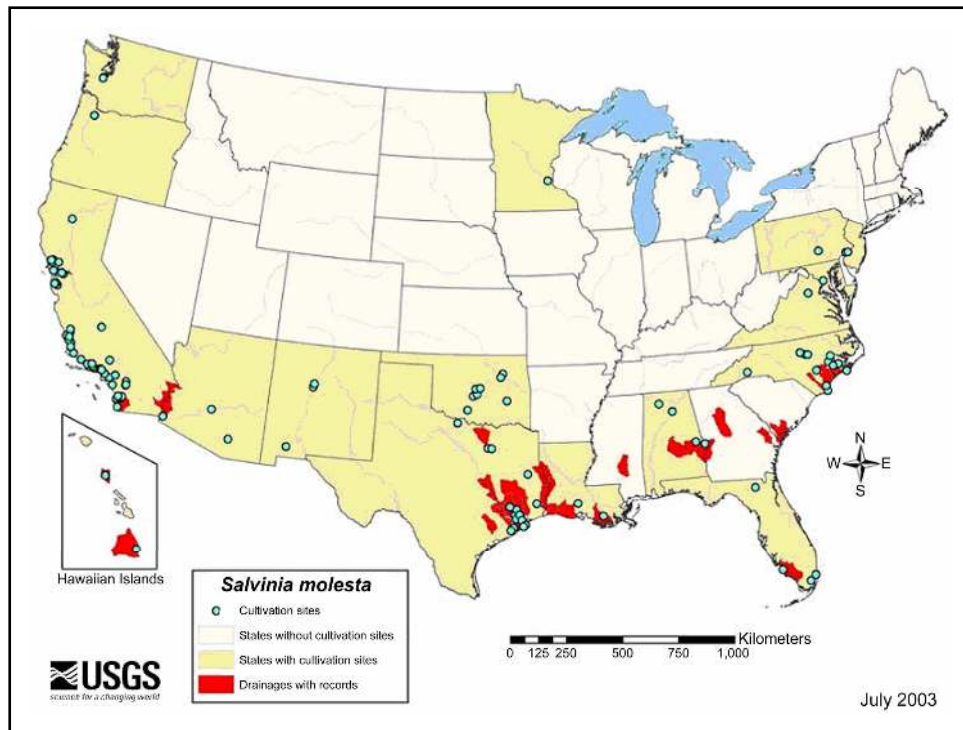 Hawaiian Islands
Salvinia molesta
Cultivation sites
States without cultivation sites
States with cultivation sites
Drainages with records
N
W E
S
Kilometers
0 125 250 500 750 1,000
USGS
science for a changing world
July 2003